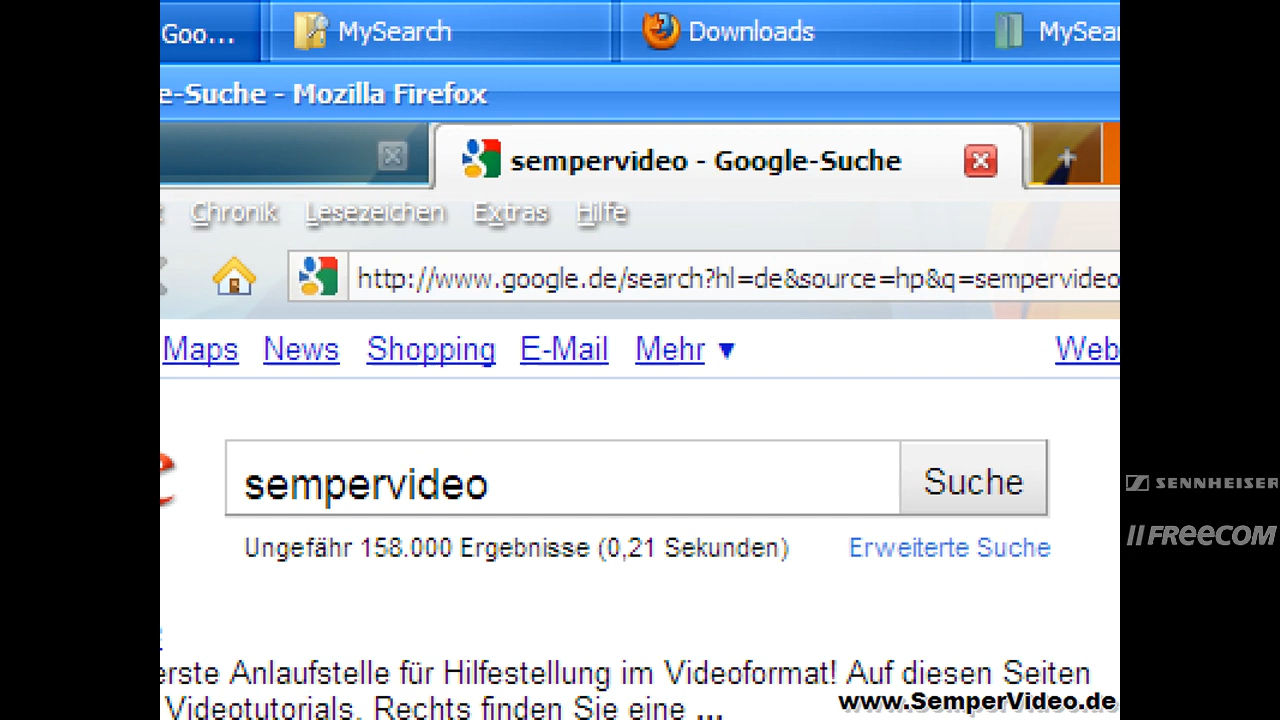 Goo... MySearch Downloads MySear
e-Suche - Mozilla Firefox
sempervideo - Google-Suche
Chronik Lesezeichen Extras Hilfe
http://www.google.de/search?hl=de&source=hp&q=sempervideo
Maps News Shopping E-Mail Mehr ▼ Web
e
sempervideo Suche
SENNHEISER
Ungefähr 158.000 Ergebnisse (0,21 Sekunden) Erweiterte Suche
FREECOM
erste Anlaufstelle für Hilfestellung im Videoformat! Auf diesen Seiten
Videotutorials. Rechts finden Sie eine ...
www.SemperVideo.de